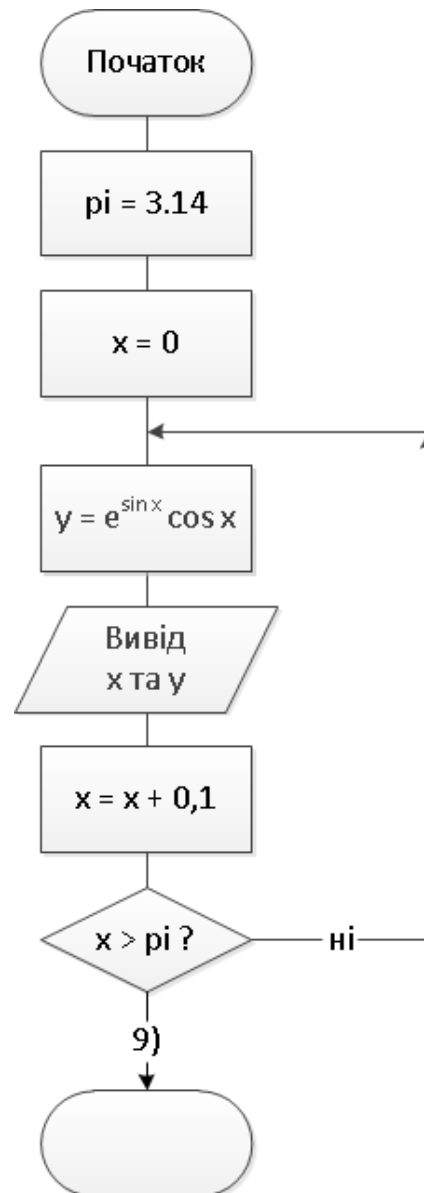 Початок
pi = 3.14
x = 0
y = e^sin x cos x
Вивід
x та y
x = x + 0,1
x > pi ?
ні
9)